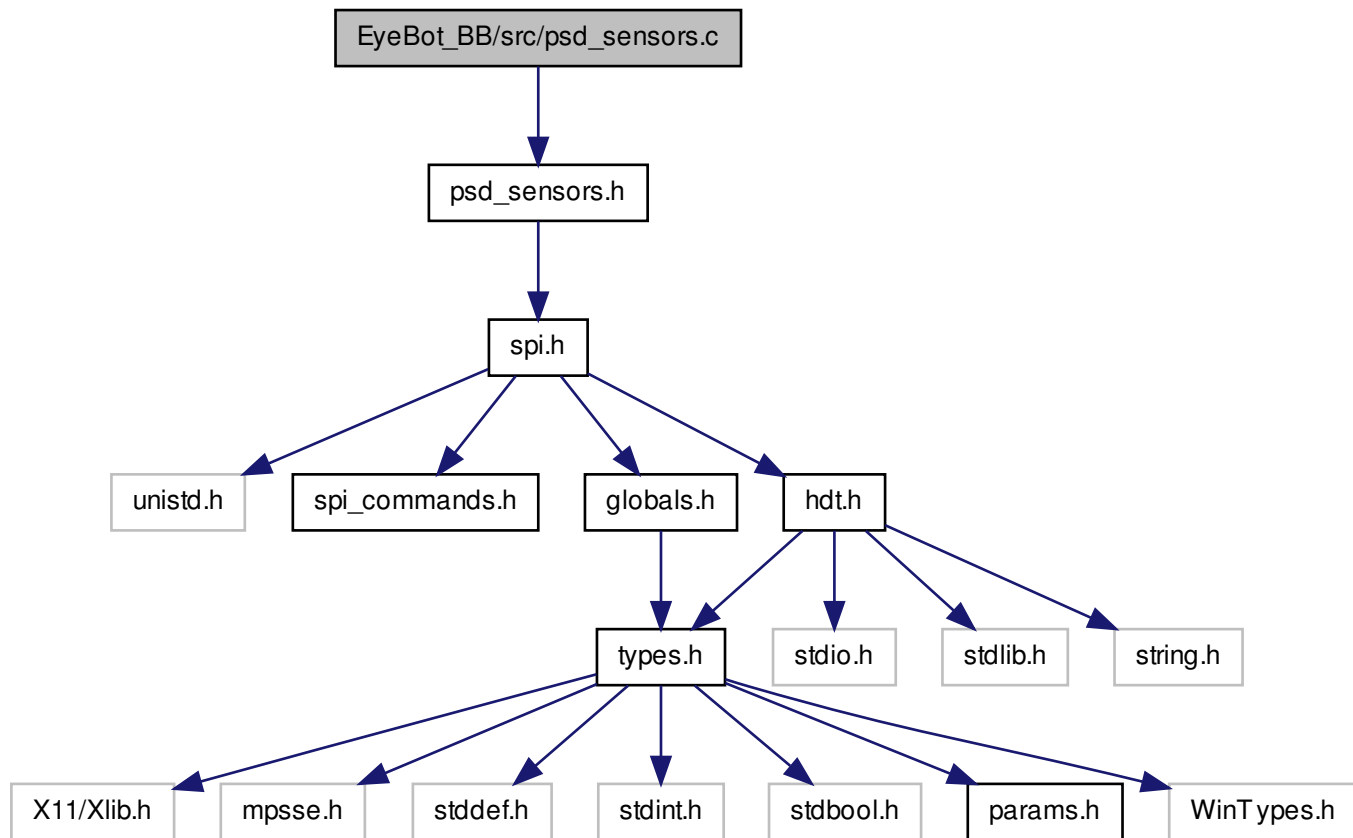 EyeBot_BB/src/psd_sensors.c
psd_sensors.h
spi.h
unistd.h
spi_commands.h
globals.h
hdt.h
types.h
stdio.h
stdlib.h
string.h
X11/Xlib.h
mpsse.h
stddef.h
stdint.h
stdbool.h
params.h
WinTypes.h